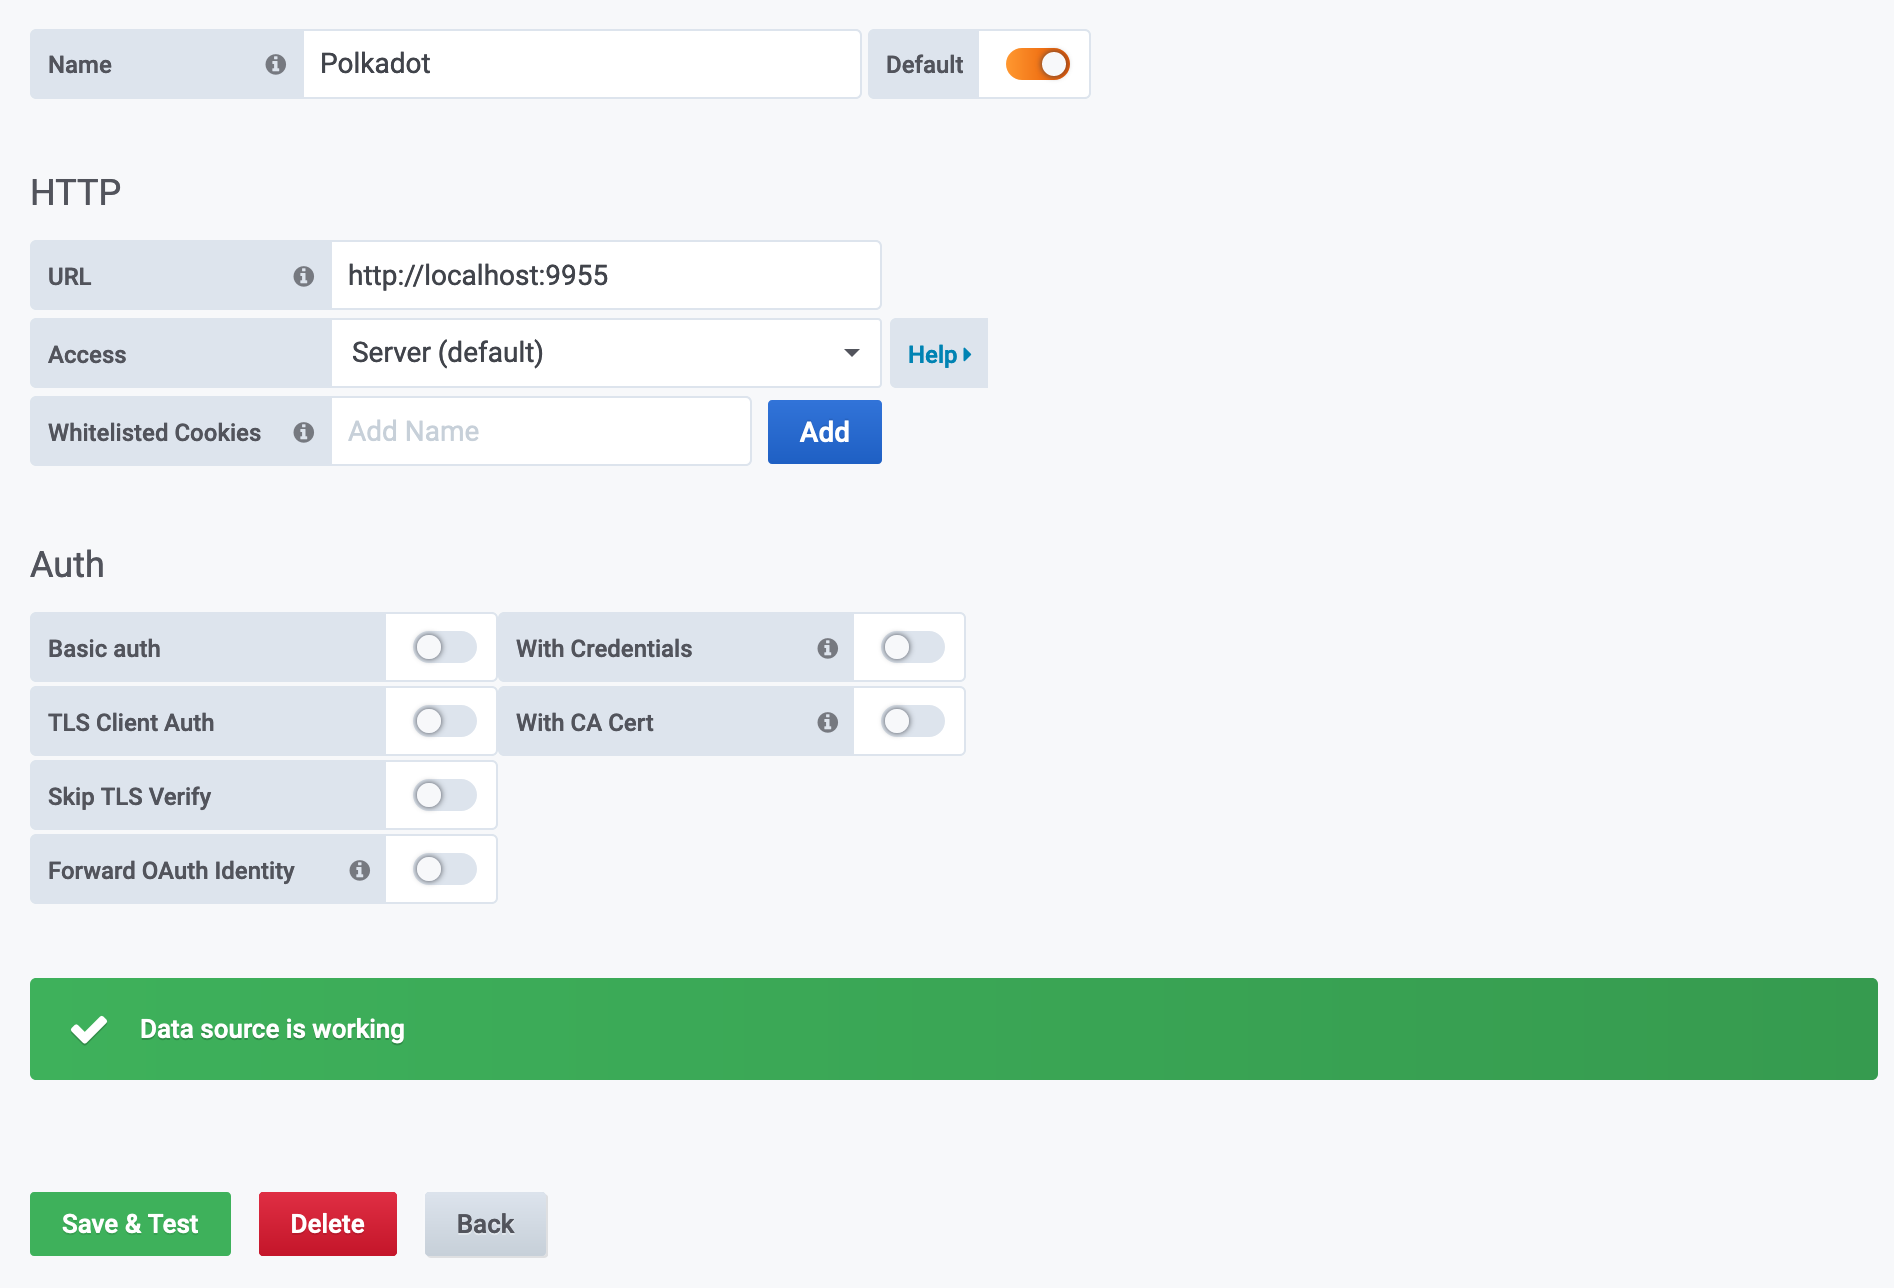 Name Polkadot Default
HTTP
URL http://localhost:9955
Access Server (default) Help
Whitelisted Cookies Add Name Add
Auth
Basic auth With Credentials
TLS Client Auth With CA Cert
Skip TLS Verify
Forward OAuth Identity
Data source is working
Save & Test Delete Back